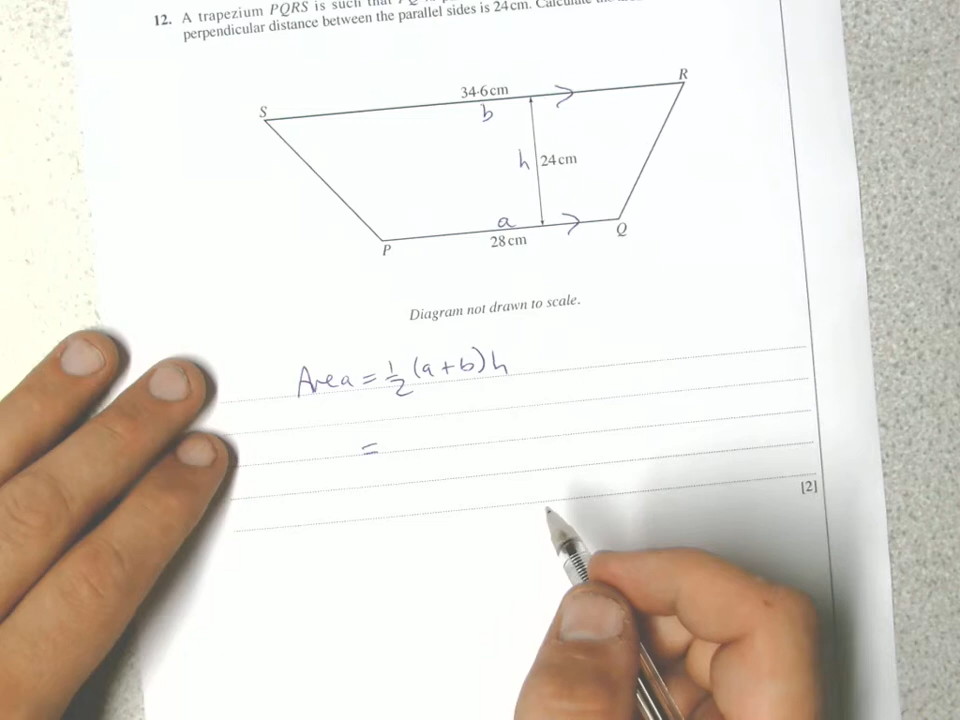 12. A trapezium PQRS is such that
perpendicular distance between the parallel sides is 24 cm. Calculate
S
34·6 cm
R
b
h
24 cm
a
P
28 cm
Q
Diagram not drawn to scale.
Area = ½(a+b)h
=
[2]